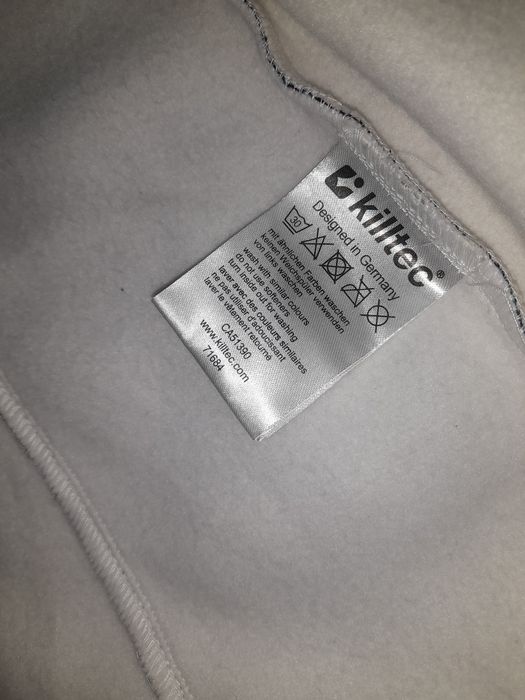 killtec®
Designed in Germany
30
mit ähnlichen Farben waschen
keinen Weichspüler verwenden
von links waschen
wash with similar colours
do not use softeners
turn inside out for washing
laver avec des couleurs similaires
ne pas utiliser d'adoucissant
laver le vêtement retourné
CA51390
www.killtec.com
71684